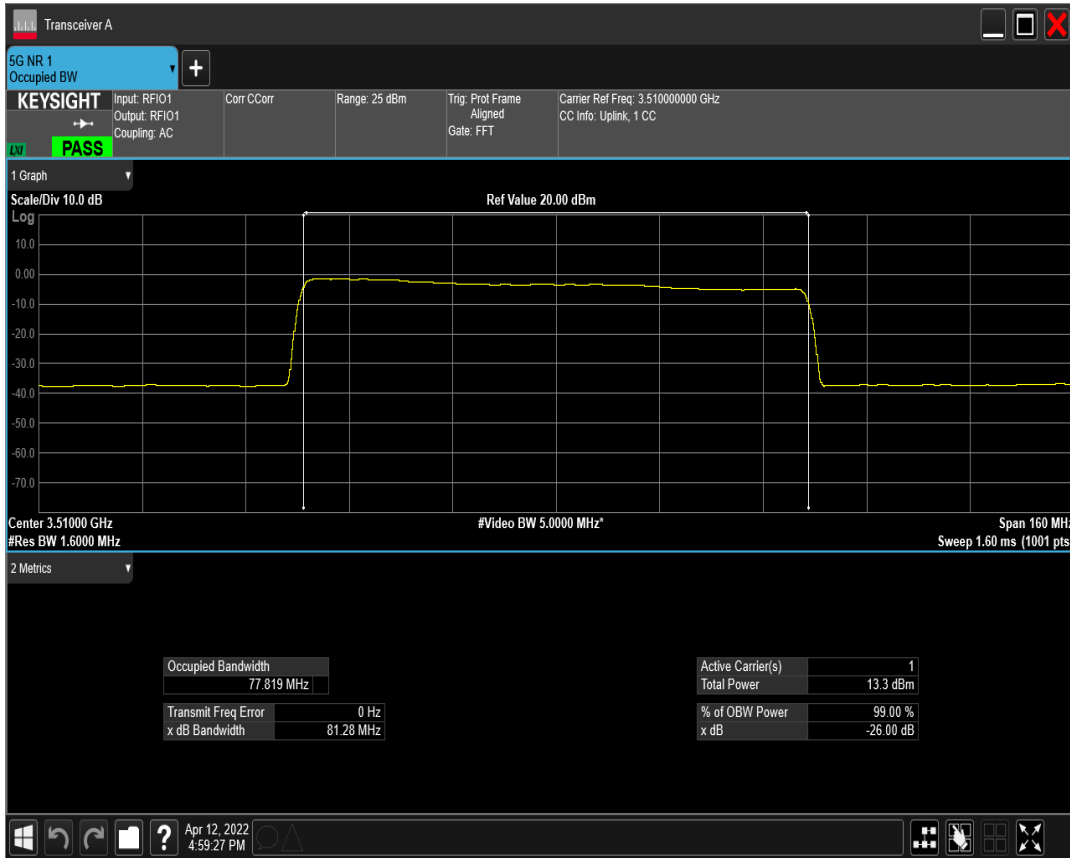 Transceiver A
5G NR 1
Occupied BW
+
KEYSIGHT
LXI
PASS
Input: RFIO1
Output: RFIO1
Coupling: AC
Corr CCorr
Range: 25 dBm
Trig: Prot Frame
Aligned
Gate: FFT
Carrier Ref Freq: 3.510000000 GHz
CC Info: Uplink, 1 CC
1 Graph
Scale/Div 10.0 dB
Ref Value 20.00 dBm
Log
10.0
0.00
-10.0
-20.0
-30.0
-40.0
-50.0
-60.0
-70.0
Center 3.51000 GHz
#Video BW 5.0000 MHz*
Span 160 MHz
#Res BW 1.6000 MHz
Sweep 1.60 ms (1001 pts
2 Metrics
Occupied Bandwidth
77.819 MHz
Transmit Freq Error 0 Hz
x dB Bandwidth 81.28 MHz
Active Carrier(s) 1
Total Power 13.3 dBm
% of OBW Power 99.00 %
x dB -26.00 dB
?
Apr 12, 2022
4:59:27 PM